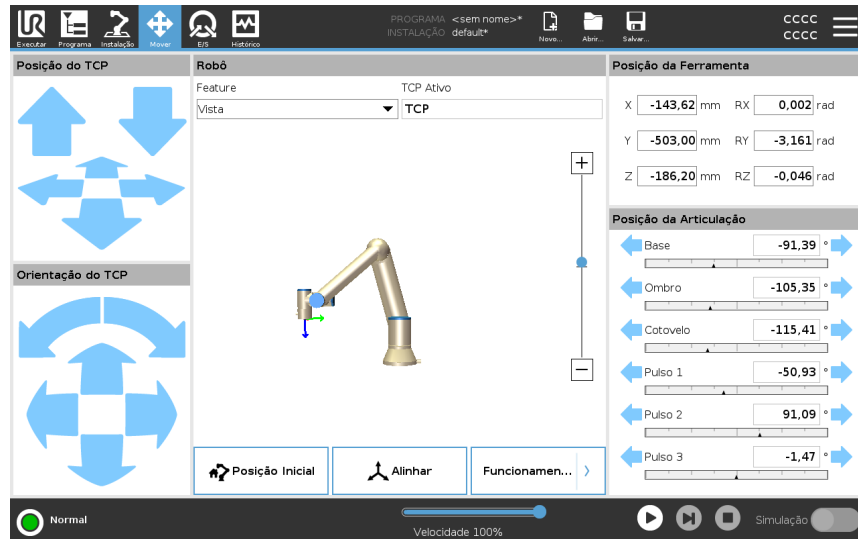 UR
Executar
Programa
Instalação
Mover
E/S
Histórico
PROGRAMA <sem nome>*
INSTALAÇÃO default*
Novo...
Abrir...
Salvar...
CCCC
CCCC
Posição do TCP
Robô
Feature
TCP Ativo
Vista
TCP
Orientação do TCP
Posição Inicial
Alinhar
Funcionamen...
Posição da Ferramenta
X -143,62 mm RX 0,002 rad
Y -503,00 mm RY -3,161 rad
Z -186,20 mm RZ -0,046 rad
Posição da Articulação
Base -91,39 °
Ombro -105,35 °
Cotovelo -115,41 °
Pulso 1 -50,93 °
Pulso 2 91,09 °
Pulso 3 -1,47 °
Normal
Velocidade 100%
Simulação